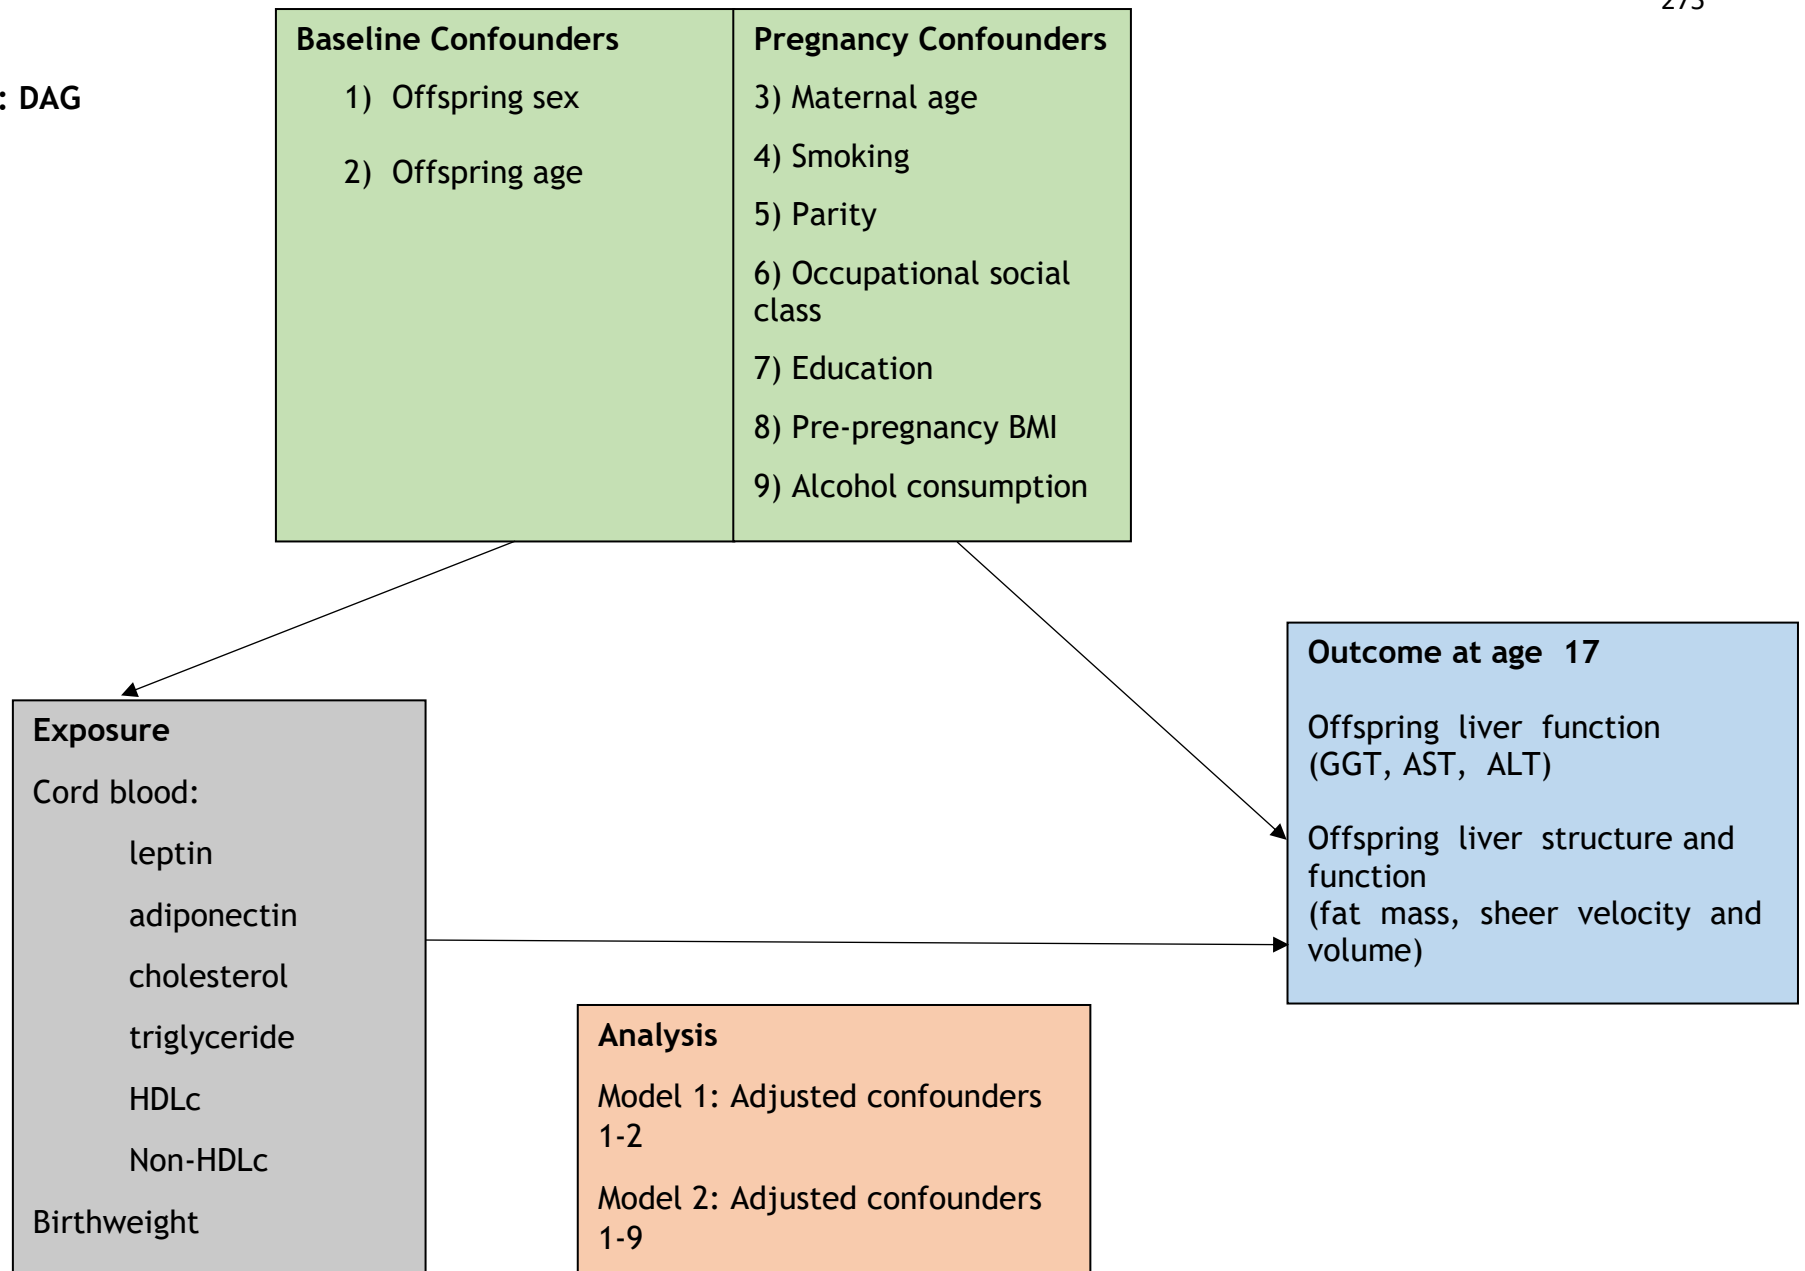 273
: DAG
Baseline Confounders
1) Offspring sex
2) Offspring age
Pregnancy Confounders
3) Maternal age
4) Smoking
5) Parity
6) Occupational social
class
7) Education
8) Pre-pregnancy BMI
9) Alcohol consumption
Exposure
Cord blood:
leptin
adiponectin
cholesterol
triglyceride
HDLc
Non-HDLc
Birthweight
Analysis
Model 1: Adjusted confounders
1-2
Model 2: Adjusted confounders
1-9
Outcome at age 17
Offspring liver function
(GGT, AST, ALT)
Offspring liver structure and
function
(fat mass, sheer velocity and
volume)